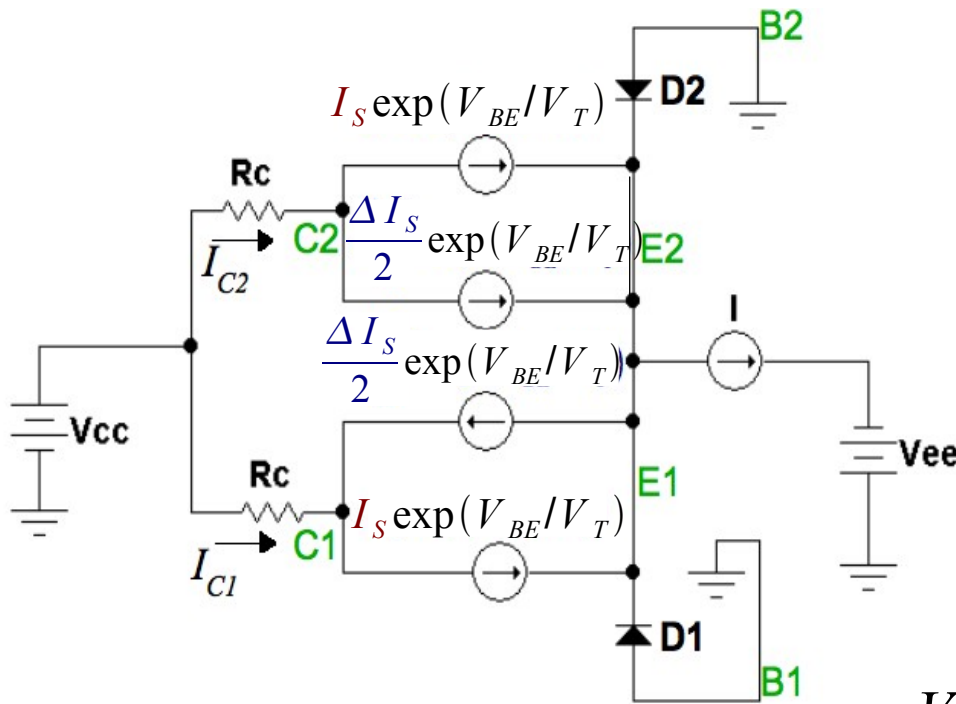 B2
D2
I_S exp(V_BE/V_T)
Rc
C2
I_C2
ΔI_S/2 exp(V_BE/V_T)
E2
I
ΔI_S/2 exp(V_BE/V_T)
Vcc
Vee
Rc
E1
C1
I_S exp(V_BE/V_T)
I_C1
D1
B1